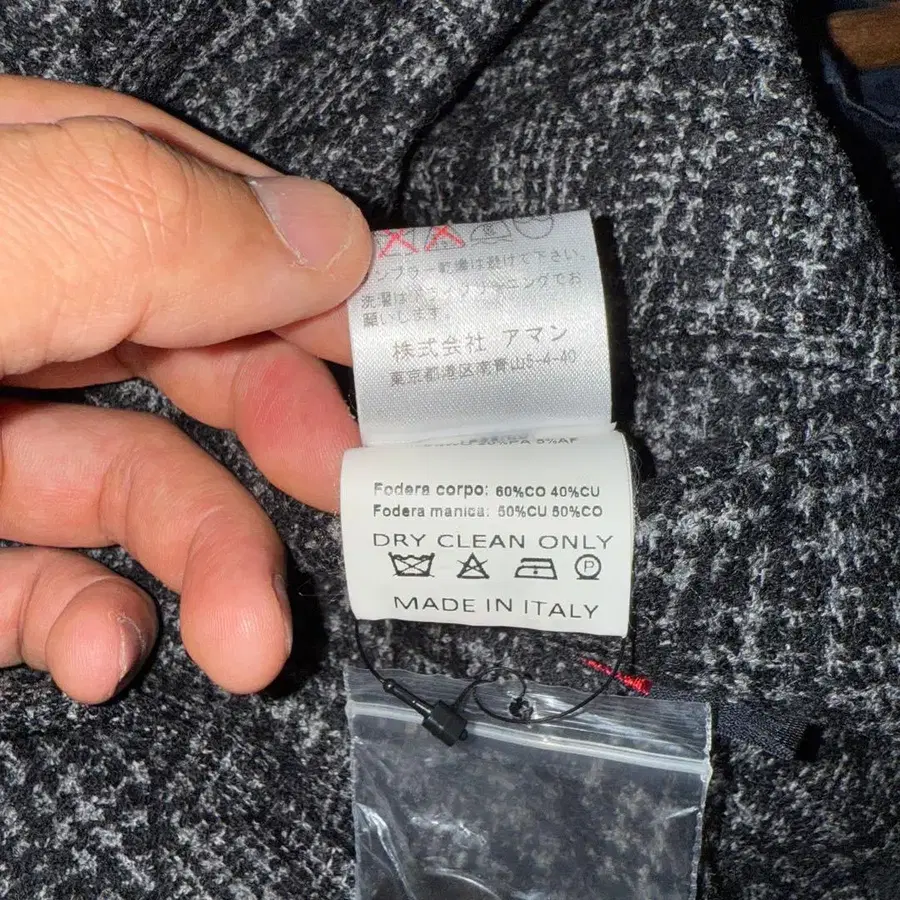 ンブラー乾燥は避けて下さい。
洗濯はドライクリーニングでお
願いします。
株式会社 アマン
東京都港区南青山5-4-40
5%AF
Fodera corpo: 60%CO 40%CU
Fodera manica: 50%CU 50%CO
DRY CLEAN ONLY
P
MADE IN ITALY